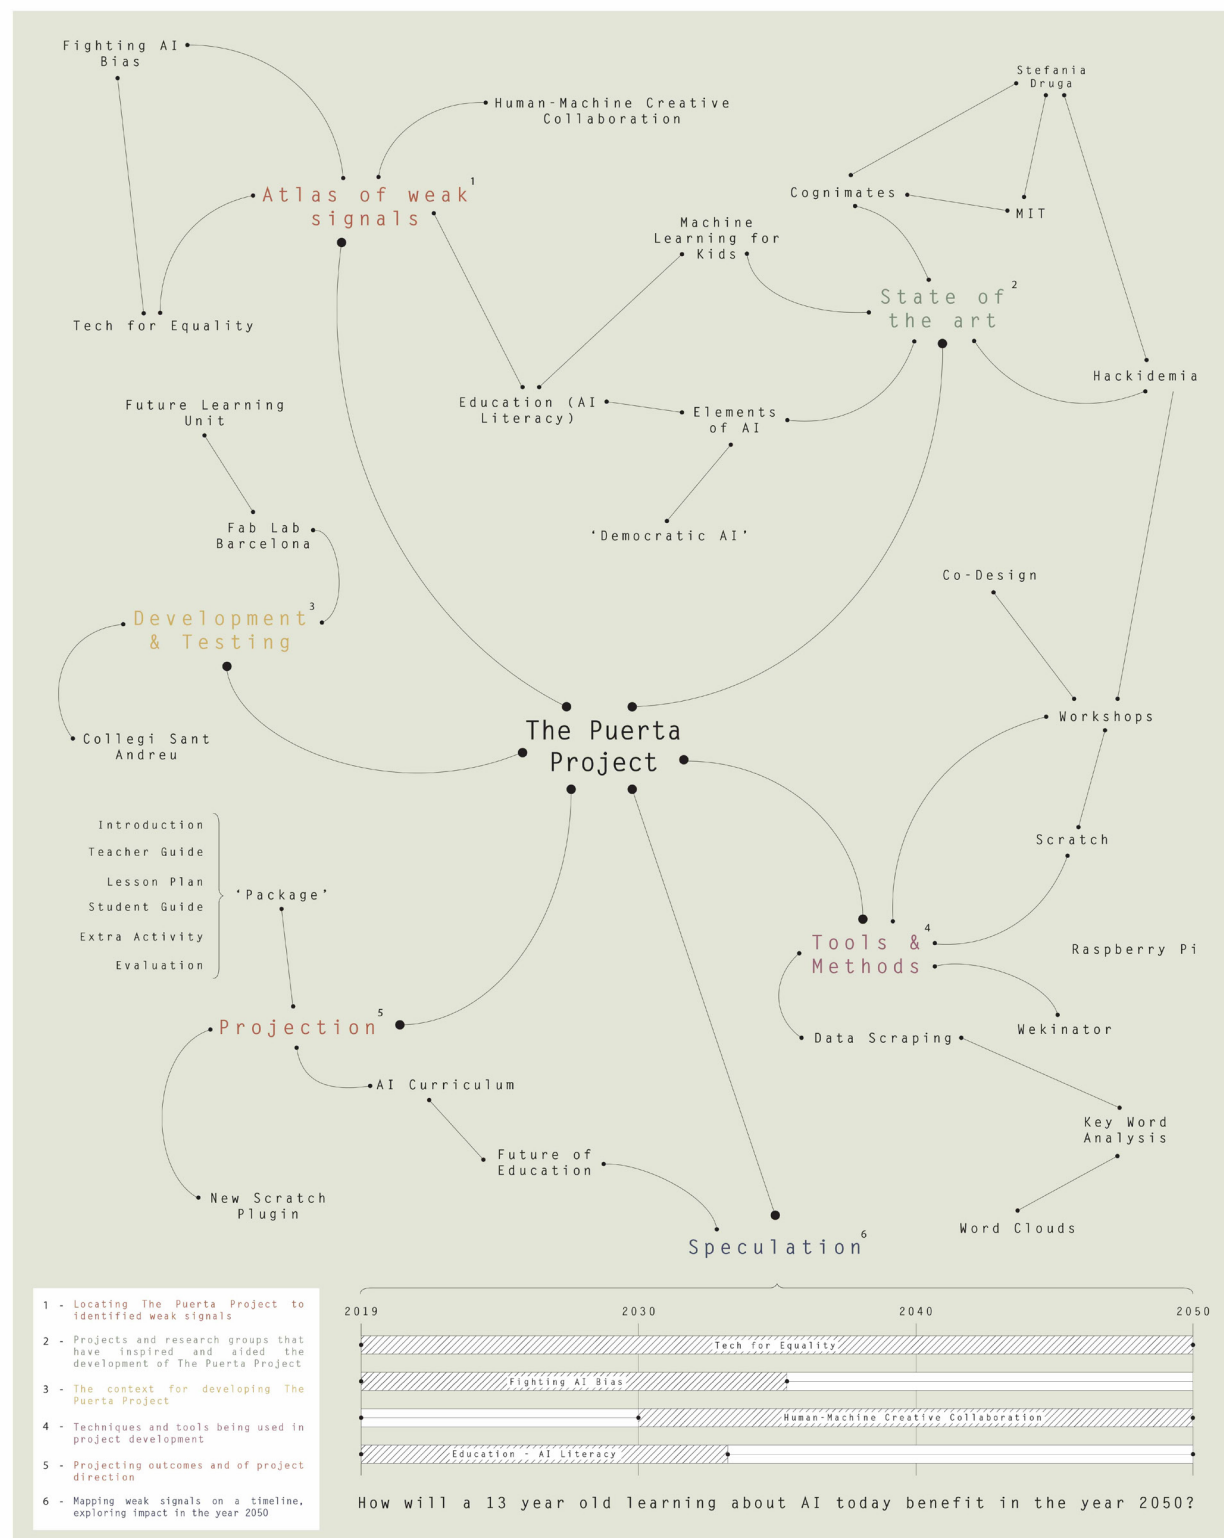 Fighting AI
Bias
Human-Machine Creative
Collaboration
Stefania
Druga
Atlas of weak 1
signals
Cognimates
MIT
Machine
Learning for
Kids
State of 2
the art
Tech for Equality
Hackidemia
Future Learning
Unit
Education (AI
Literacy)
Elements
of AI
Fab Lab
Barcelona
‘Democratic AI’
Co-Design
Development 3
& Testing
Workshops
The Puerta
Project
Collegi Sant
Andreu
Introduction
Teacher Guide
Lesson Plan
Student Guide
Extra Activity
Evaluation
‘Package’
Scratch
Tools & 4
Methods
Raspberry Pi
Projection 5
Data Scraping
Wekinator
AI Curriculum
Key Word
Analysis
Future of
Education
New Scratch
Plugin
Word Clouds
Speculation 6
1 - Locating The Puerta Project to
identified weak signals
2 - Projects and research groups that
have inspired and aided the
development of The Puerta Project
3 - The context for developing The
Puerta Project
4 - Techniques and tools being used in
project development
5 - Projecting outcomes and of project
direction
6 - Mapping weak signals on a timeline,
exploring impact in the year 2050
2019 2030 2040 2050
Tech for Equality
Fighting AI Bias
Human-Machine Creative Collaboration
Education - AI Literacy
How will a 13 year old learning about AI today benefit in the year 2050?